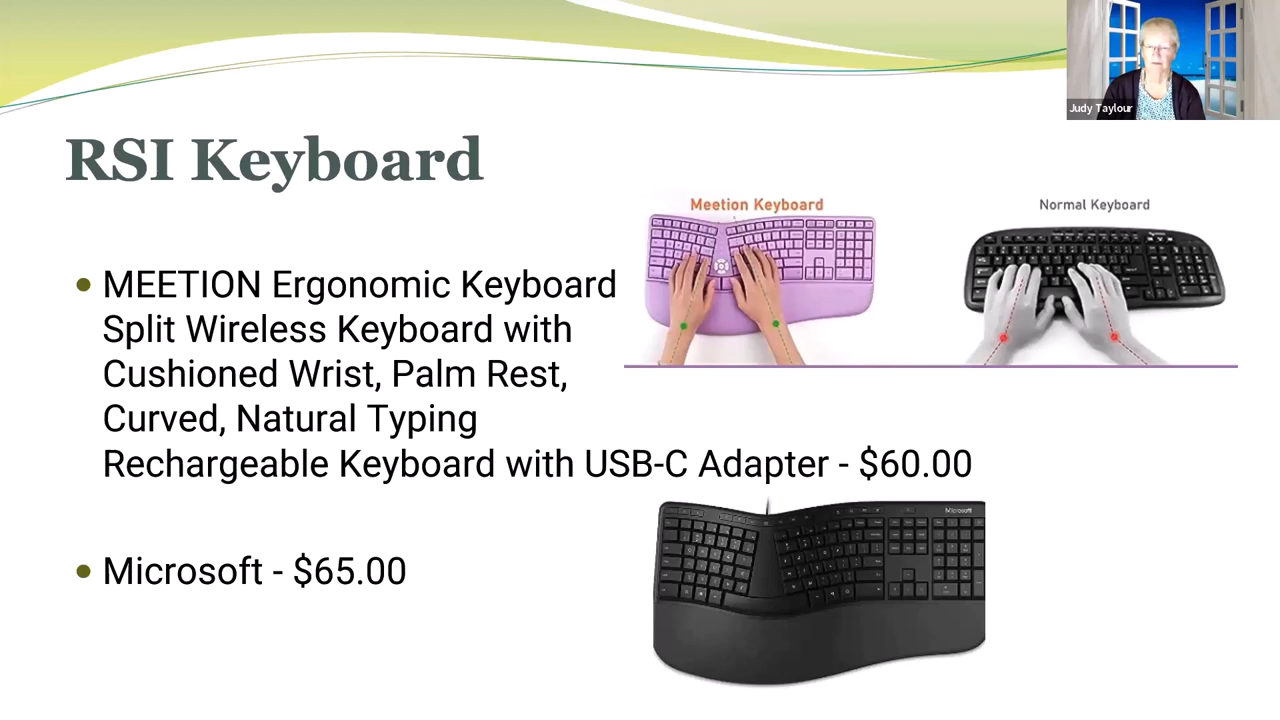 Judy Taylour
RSI Keyboard
Meetion Keyboard
Normal Keyboard
• MEETION Ergonomic Keyboard
Split Wireless Keyboard with
Cushioned Wrist, Palm Rest,
Curved, Natural Typing
Rechargeable Keyboard with USB-C Adapter - $60.00
Microsoft
• Microsoft - $65.00